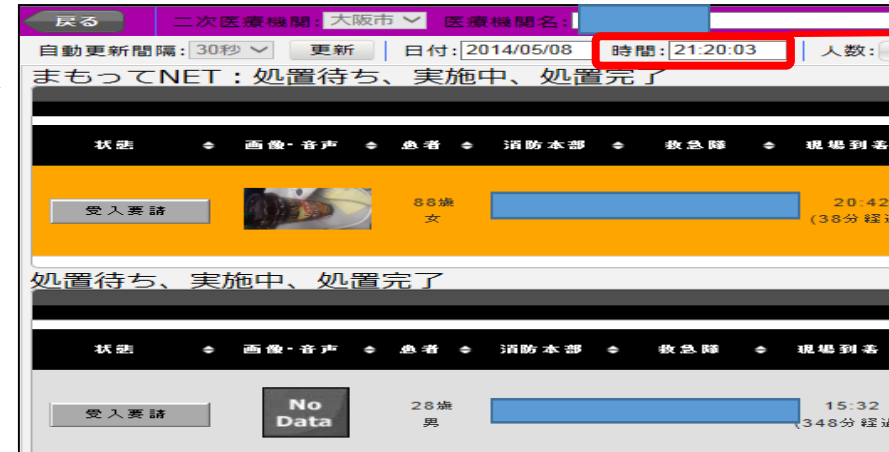 戻る 二次医療機関: 大阪市 医療機関名:
自動更新間隔: 30秒 更新 日付: 2014/05/08 時間: 21:20:03 人数:
まもってNET：処置待ち、実施中、処置完了
状態 画像・音声 患者 消防本部 救急隊 現場到着
受入要請 88歳 20:42
女 (38分経過
処置待ち、実施中、処置完了
状態 画像・音声 患者 消防本部 救急隊 現場到着
受入要請 No Data 28歳 15:32
男 (348分経過